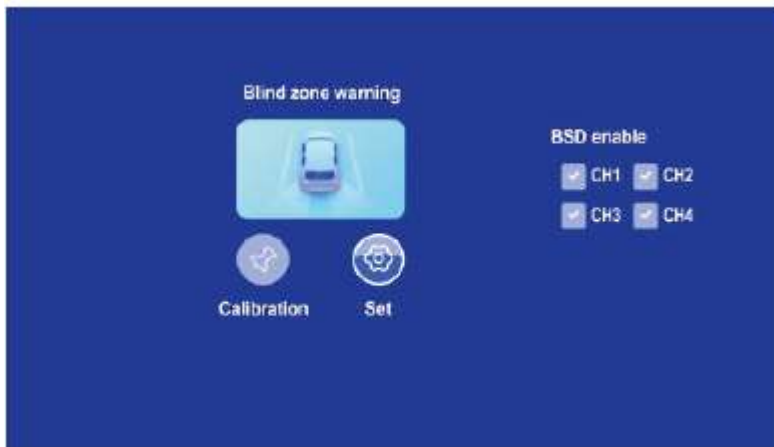 Blind zone warning
BSD enable
CH1 CH2
CH3 CH4
Calibration Set